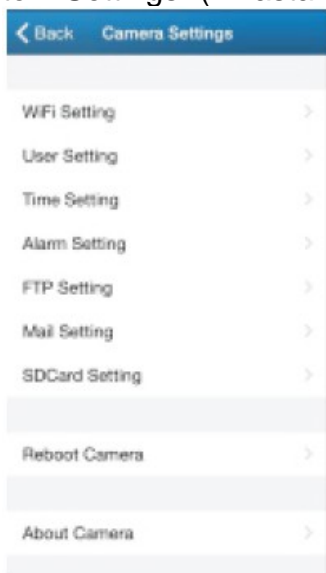 Back Camera Settings
WiFi Setting
User Setting
Time Setting
Alarm Setting
FTP Setting
Mail Setting
SDCard Setting
Reboot Camera
About Camera